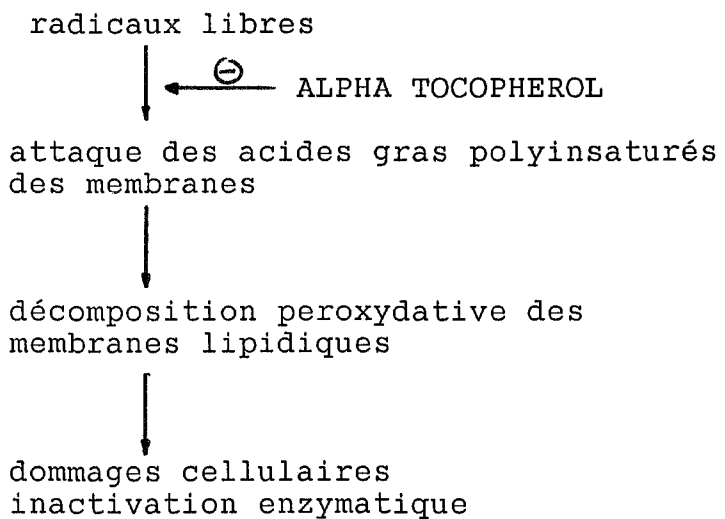 radicaux libres
⊖
ALPHA TOCOPHEROL
attaque des acides gras polyinsaturés
des membranes
décomposition peroxydative des
membranes lipidiques
dommages cellulaires
inactivation enzymatique